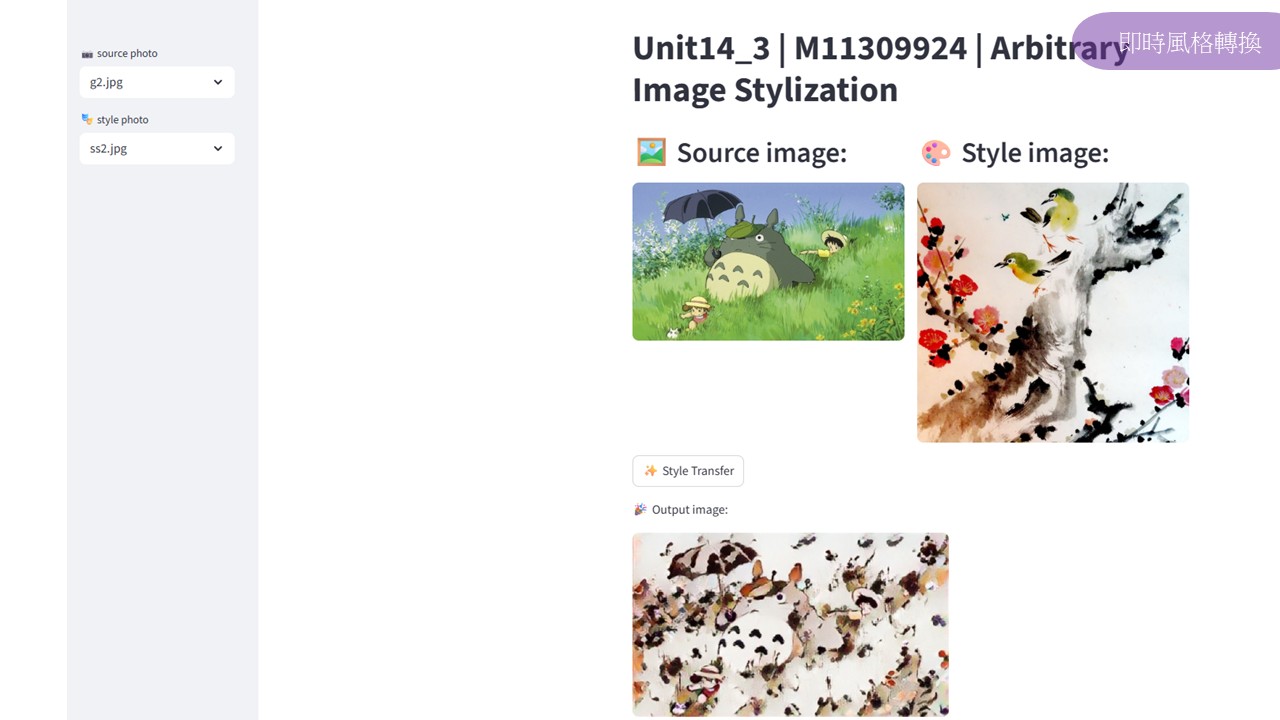 source photo
g2.jpg
style photo
ss2.jpg
即時風格轉換
Unit14_3 | M11309924 | Arbitrary
Image Stylization
Source image:
Style image:
Style Transfer
Output image: